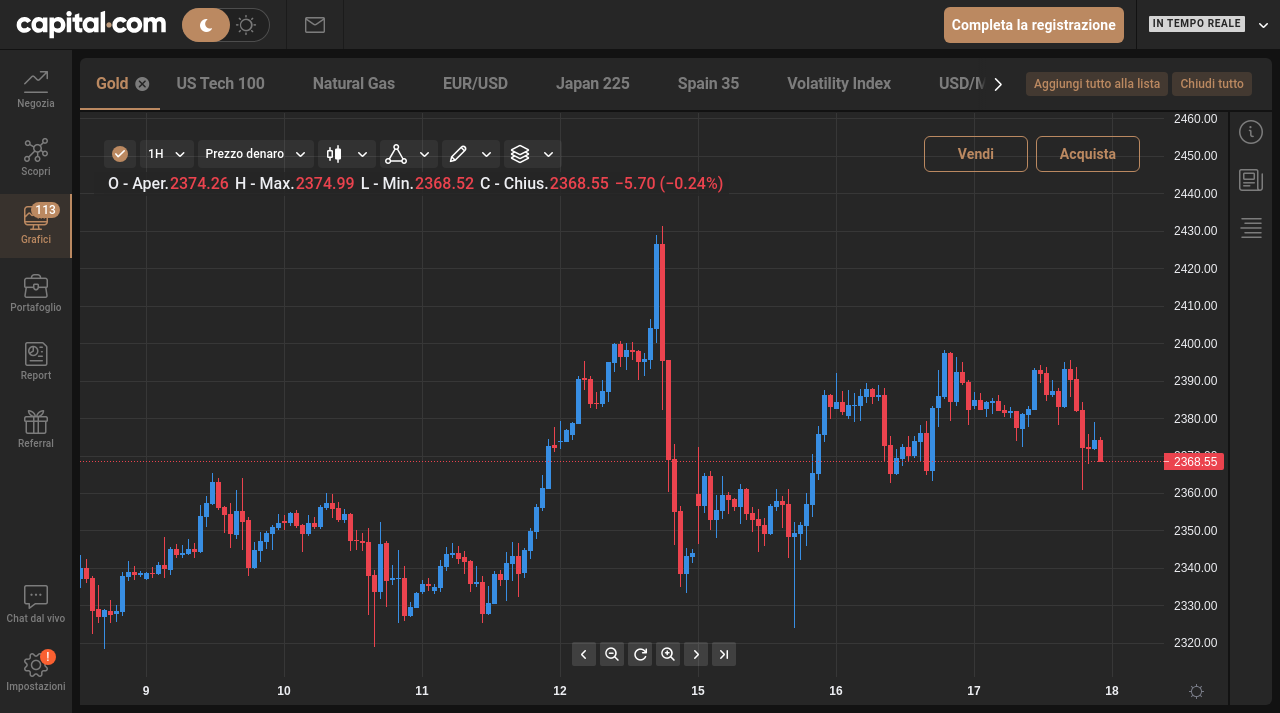 capital.com
Completa la registrazione
IN TEMPO REALE
Negozia
Scopri
113
Grafici
Portafoglio
Report
Referral
Chat dal vivo
!
Impostazioni
Gold US Tech 100 Natural Gas EUR/USD Japan 225 Spain 35 Volatility Index USD/M
Aggiungi tutto alla lista Chiudi tutto
1H Prezzo denaro
Vendi Acquista
O - Aper.2374.26 H - Max.2374.99 L - Min.2368.52 C - Chius.2368.55 −5.70 (−0.24%)
2460.00
2450.00
2440.00
2430.00
2420.00
2410.00
2400.00
2390.00
2380.00
2368.55
2360.00
2350.00
2340.00
2330.00
2320.00
9 10 11 12 15 16 17 18